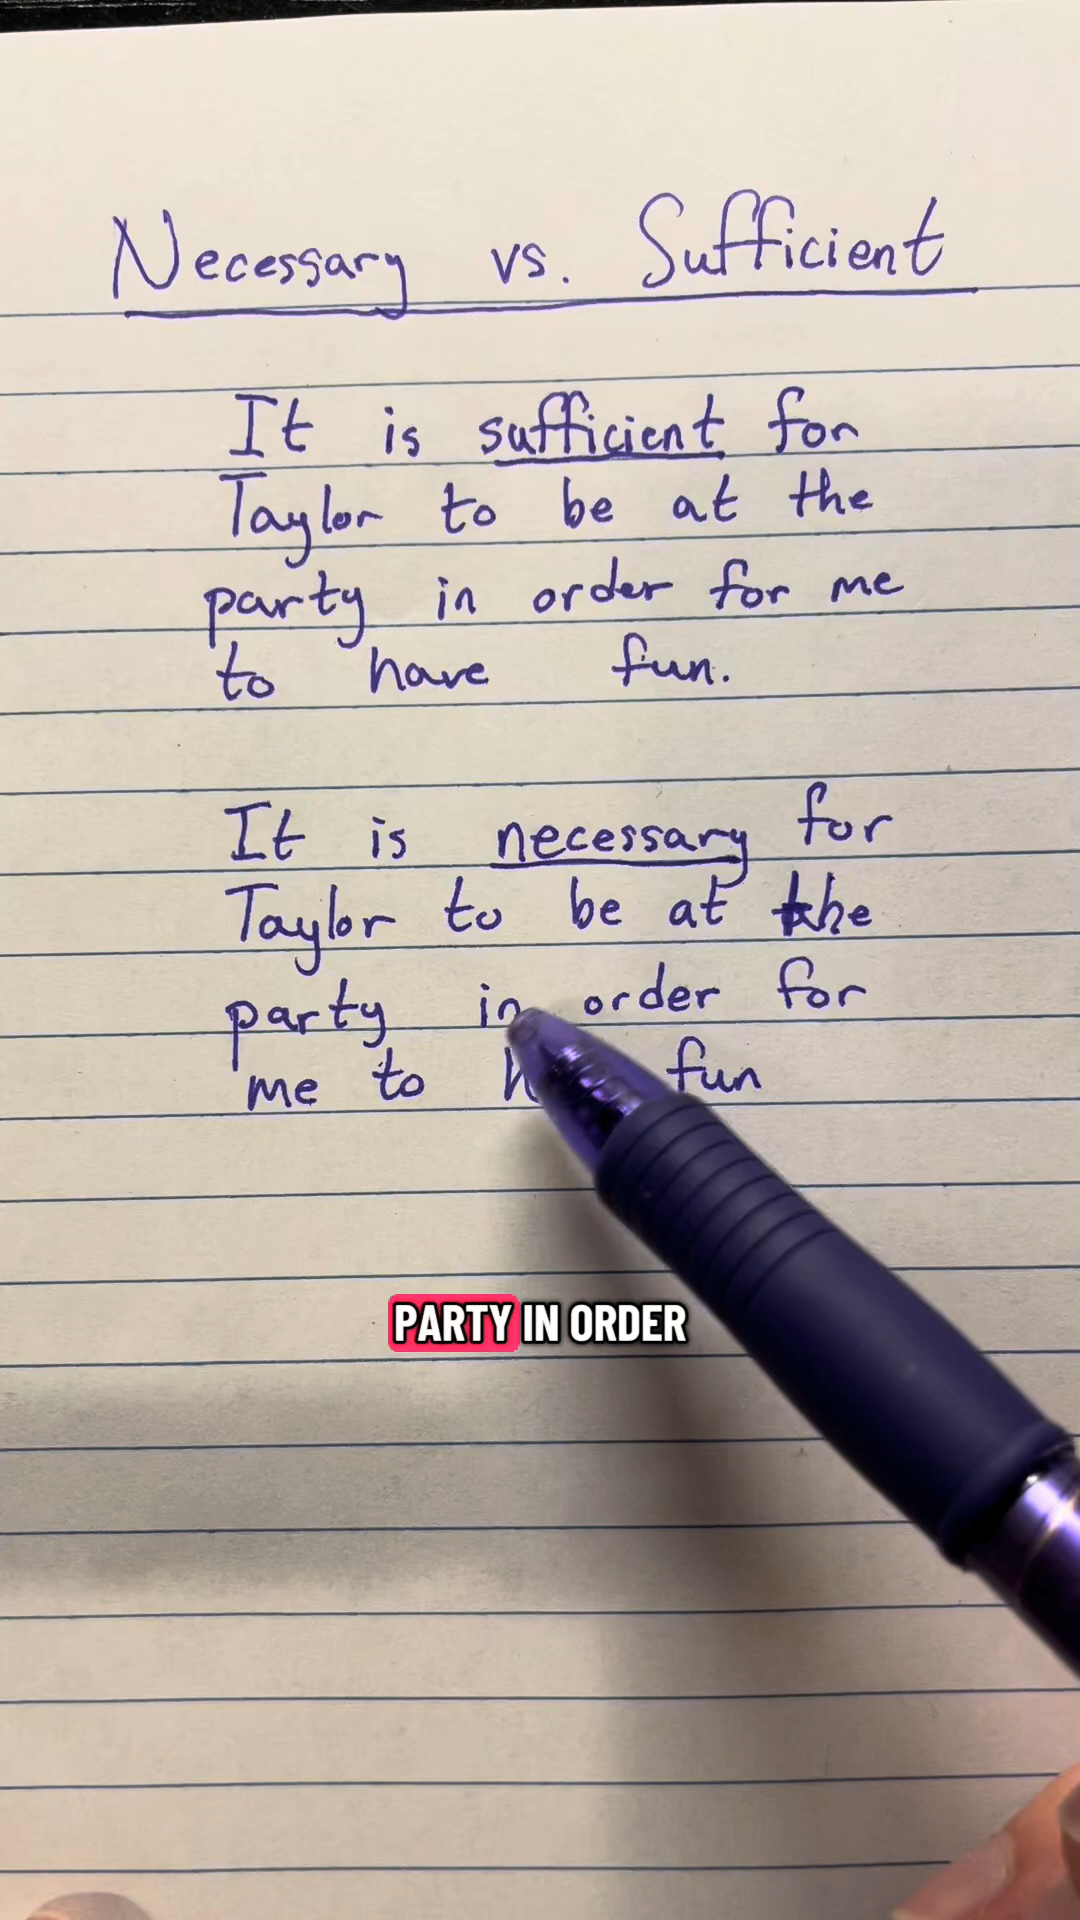 Necessary vs. Sufficient
It is sufficient for
Taylor to be at the
party in order for me
to have fun.
It is necessary for
Taylor to be at the
party in order for
me to fun
PARTY IN ORDER